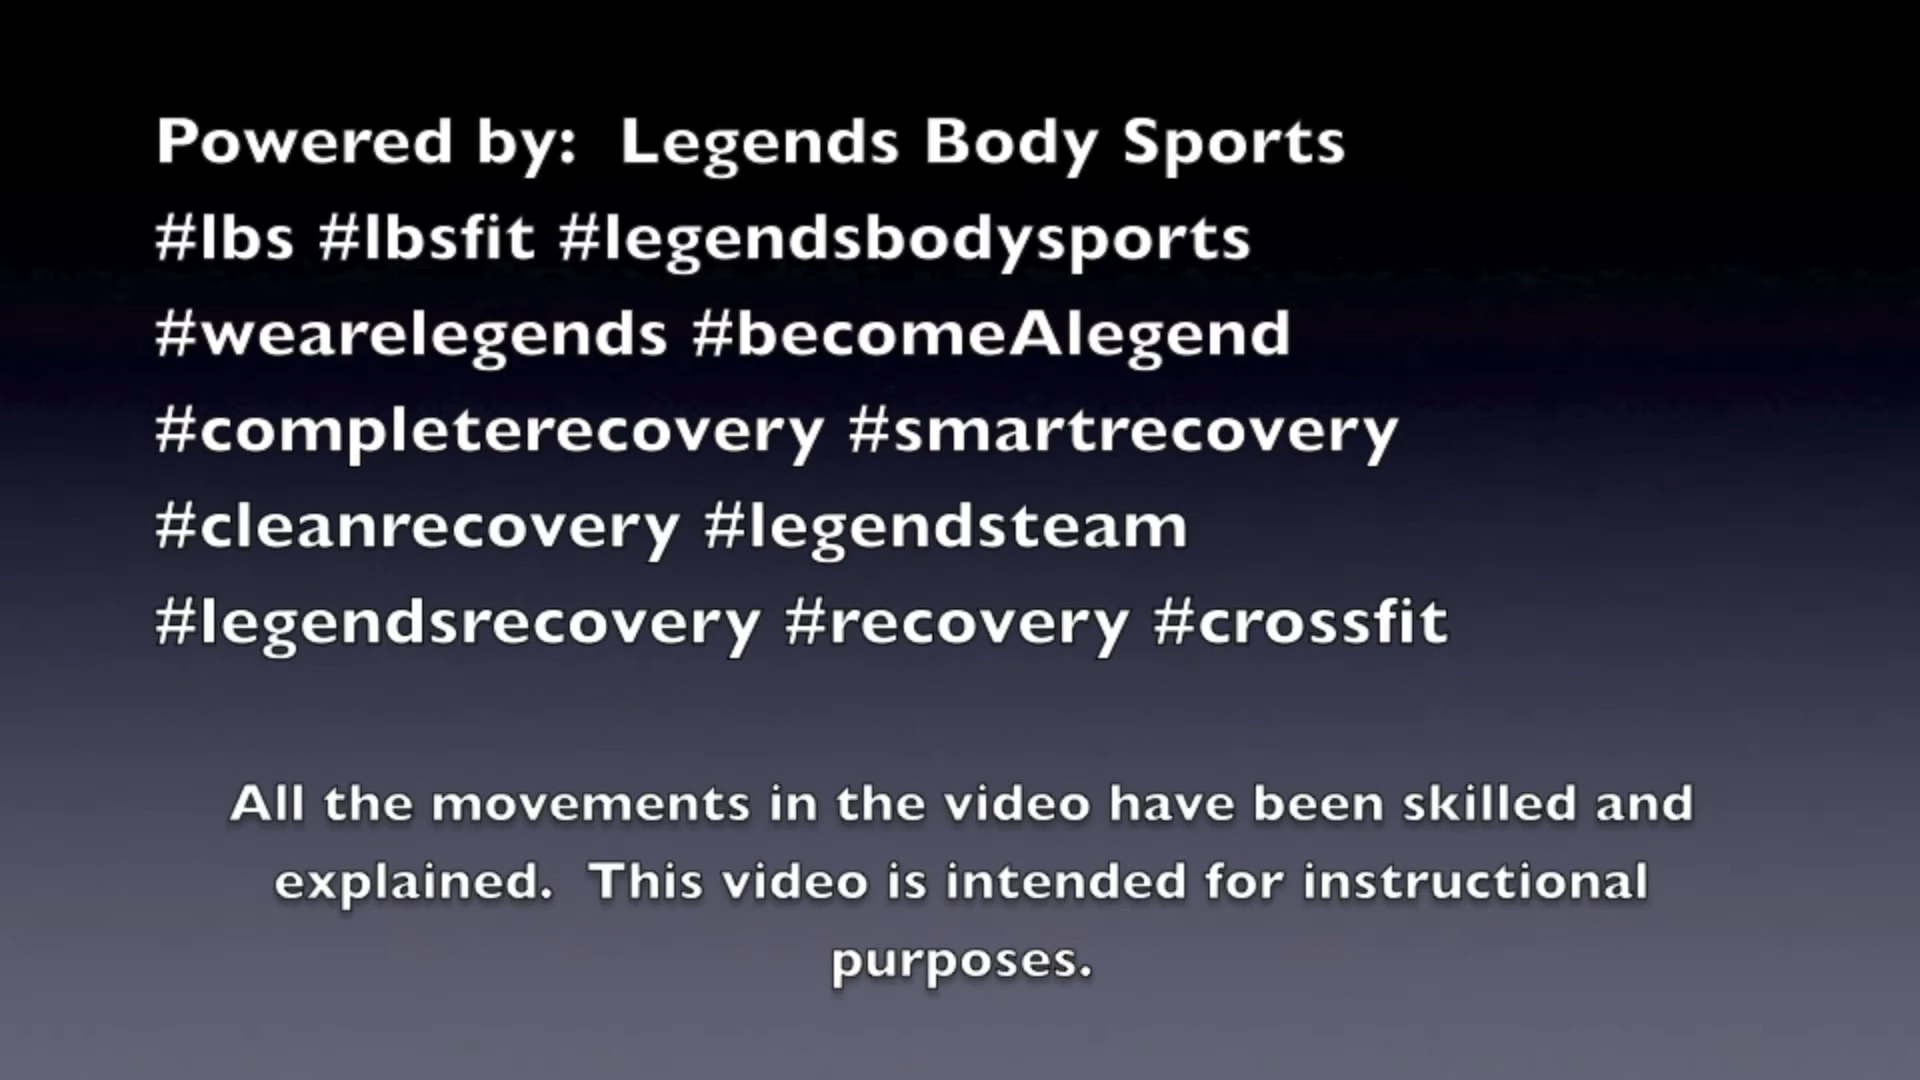 Powered by:  Legends Body Sports
#lbs #lbsfit #legendsbodysports
#wearelegends #becomeAlegend
#completerecovery #smartrecovery
#cleanrecovery #legendsteam
#legendsrecovery #recovery #crossfit
All the movements in the video have been skilled and
explained.  This video is intended for instructional
purposes.